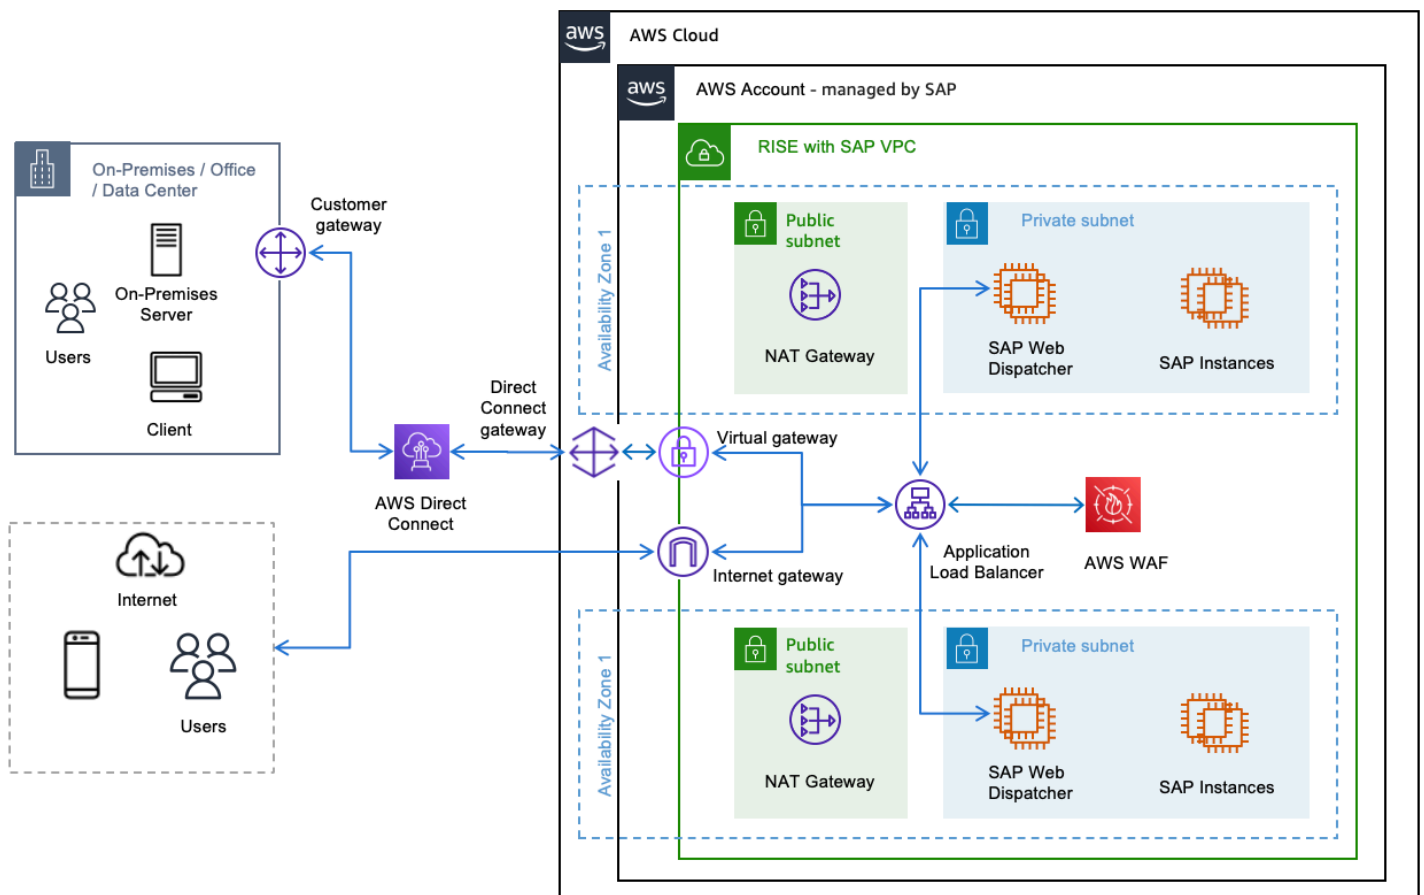 aws
AWS Cloud
aws
AWS Account - managed by SAP
RISE with SAP VPC
On-Premises / Office
/ Data Center
Customer
gateway
On-Premises
Server
Users
Client
Availability Zone 1
Public
subnet
NAT Gateway
Private subnet
SAP Web
Dispatcher
SAP Instances
Direct
Connect
gateway
Virtual gateway
AWS Direct
Connect
Internet gateway
Application
Load Balancer
AWS WAF
Internet
Users
Availability Zone 1
Public
subnet
NAT Gateway
Private subnet
SAP Web
Dispatcher
SAP Instances